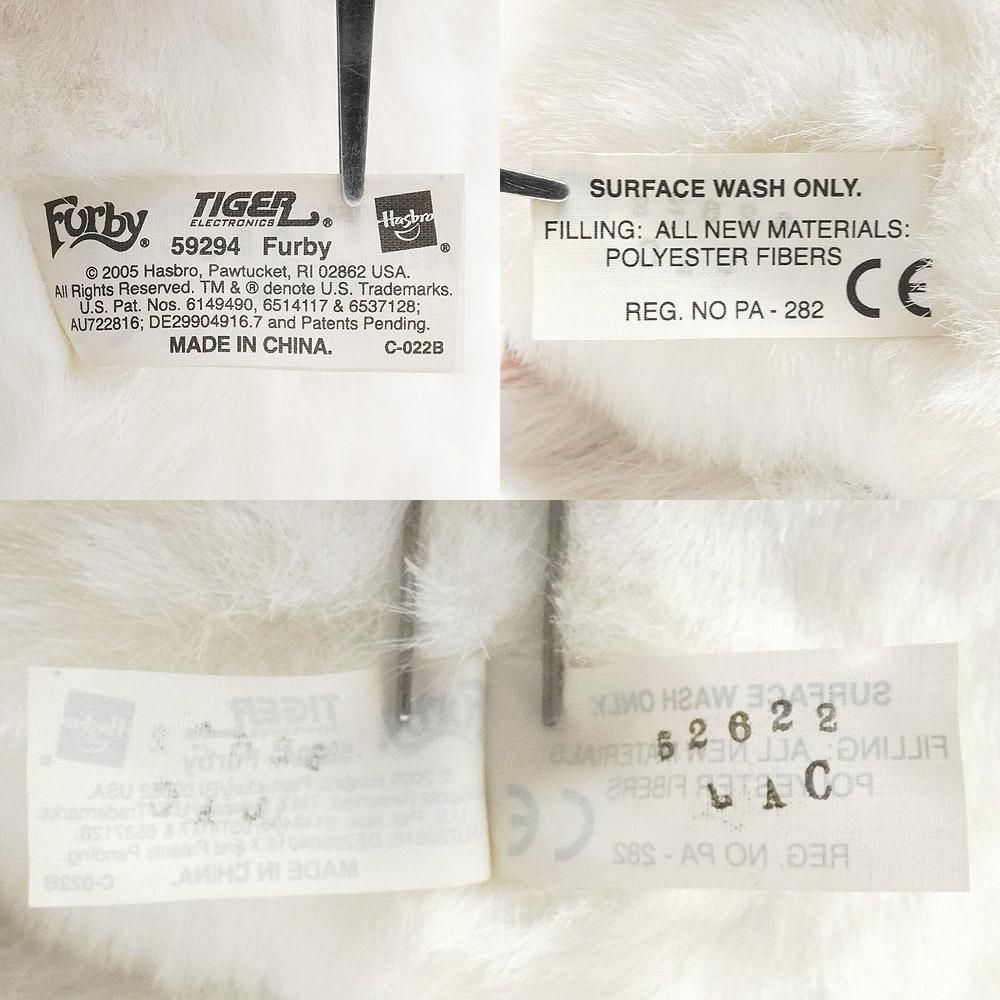 Furby®
TIGER ELECTRONICS®
Hasbro®
59294 Furby
© 2005 Hasbro, Pawtucket, RI 02862 USA.
All Rights Reserved. TM & ® denote U.S. Trademarks.
U.S. Pat. Nos. 6149490, 6514117 & 6537128;
AU722816; DE29904916.7 and Patents Pending.
MADE IN CHINA. C-022B
SURFACE WASH ONLY.
FILLING: ALL NEW MATERIALS:
POLYESTER FIBERS
CE
REG. NO PA - 282
52622
LAC